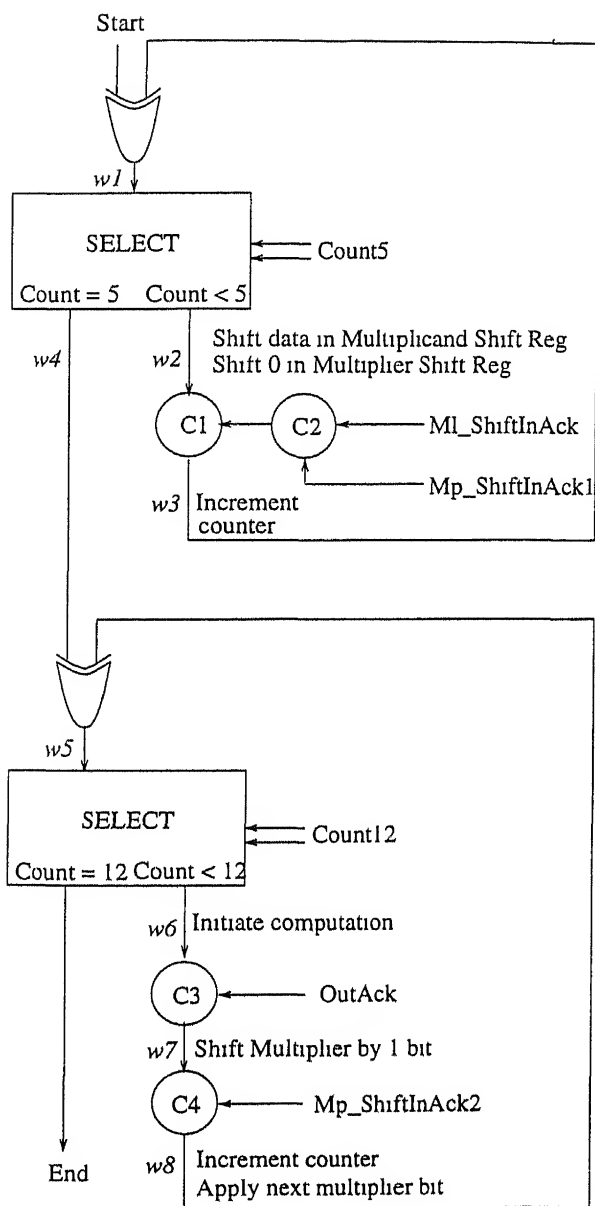 Start
w1
SELECT
Count5
Count = 5 Count < 5
w4
w2
Shift data in Multiplicand Shift Reg
Shift 0 in Multiplier Shift Reg
C1
C2
Ml_ShiftInAck
Mp_ShiftInAck1
w3
Increment
counter
w5
SELECT
Count12
Count = 12 Count < 12
w6
Initiate computation
C3
OutAck
w7
Shift Multiplier by 1 bit
C4
Mp_ShiftInAck2
End
w8
Increment counter
Apply next multiplier bit